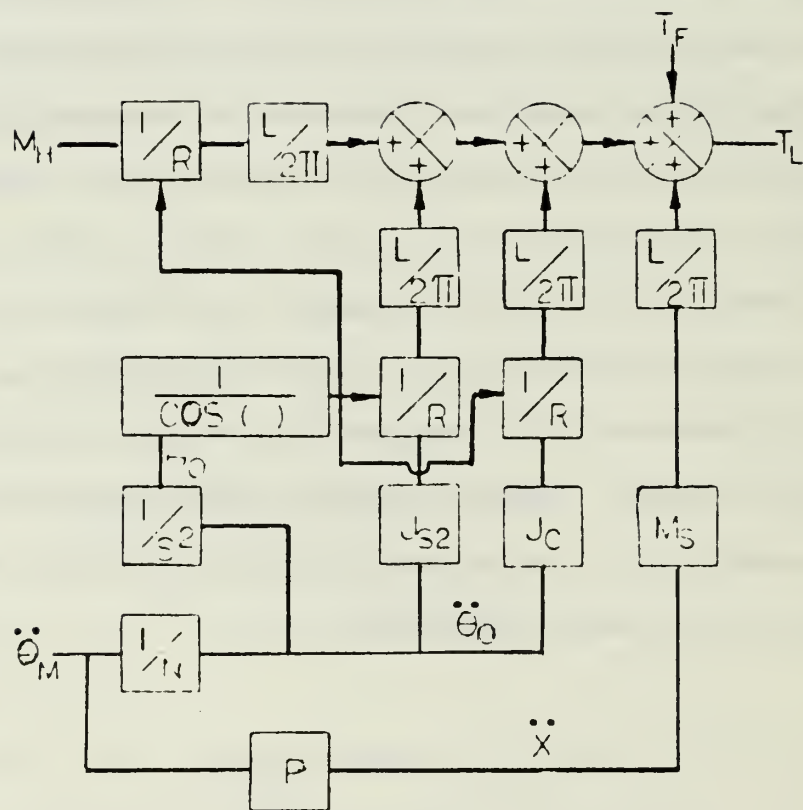 T_F
M_H 1/R L/2π + + + + + + + T_L
L/2π L/2π L/2π
1/COS ( ) 1/R 1/R
1/S² J_S2 J_C M_S
θ̈_M 1/N θ̈_O
P Ẍ